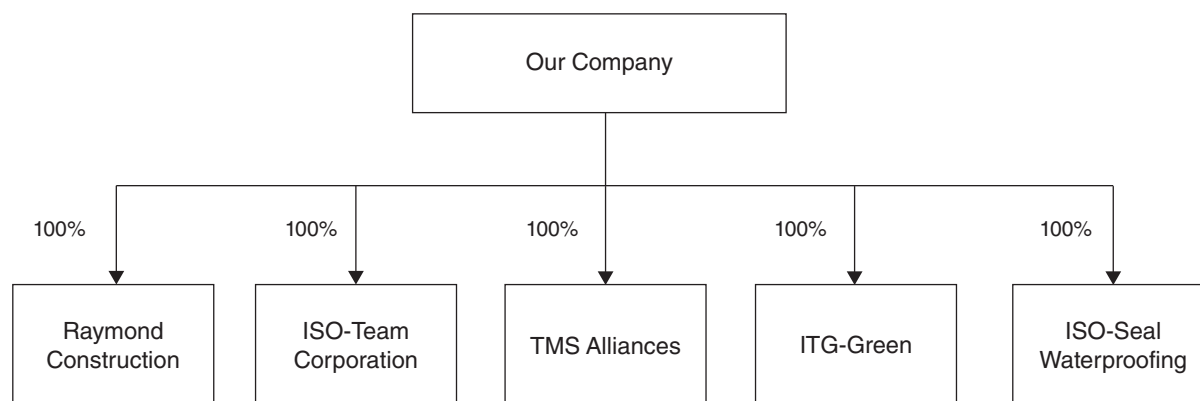 Our Company
100%
100%
100%
100%
100%
Raymond
Construction
ISO-Team
Corporation
TMS Alliances
ITG-Green
ISO-Seal
Waterproofing